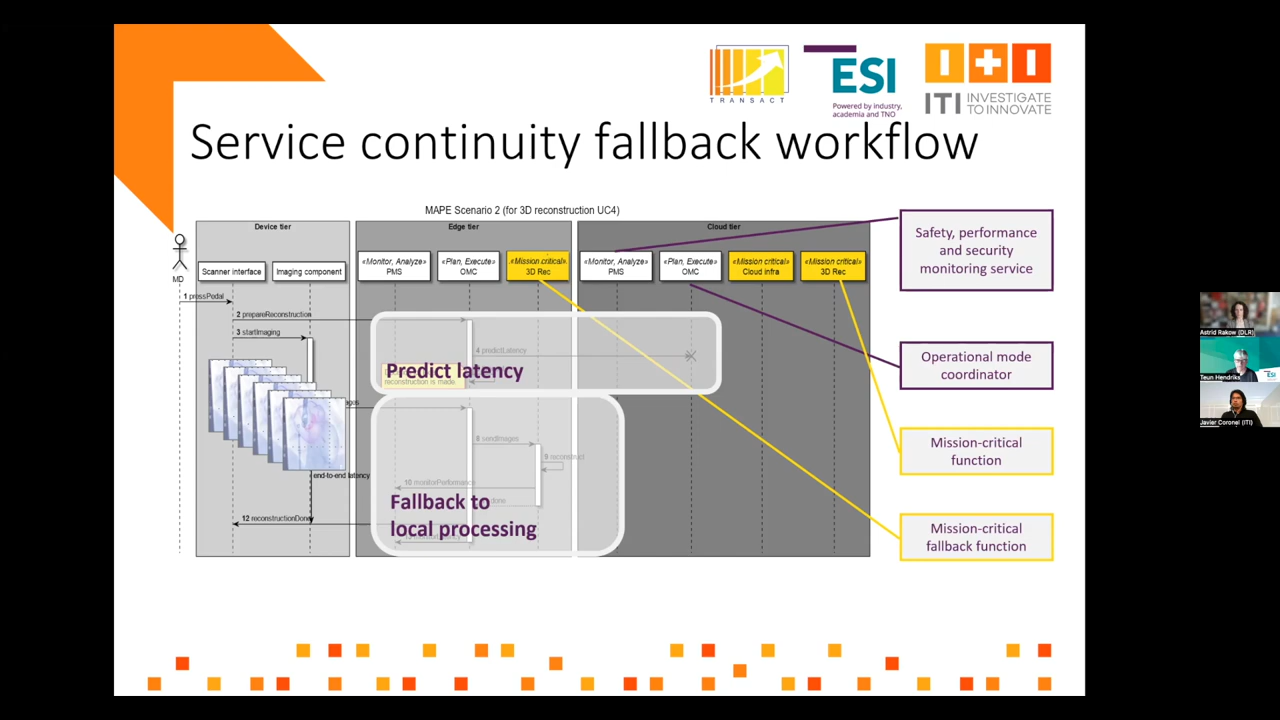 TRANSACT
ESI
Powered by industry,
academia and TNO
ITI INVESTIGATE
TO INNOVATE
Service continuity fallback workflow
MAPE Scenario 2 (for 3D reconstruction UC4)
Device tier
Edge tier
Cloud tier
MD
Scanner interface
Imaging component
«Monitor, Analyze»
PMS
«Plan, Execute»
OMC
«Mission critical»
3D Rec
«Monitor, Analyze»
PMS
«Plan, Execute»
OMC
«Mission critical»
Cloud infra
«Mission critical»
3D Rec
1 pressPedal
2 prepareReconstruction
3 startImaging
4 predictLatency
Predict latency
reconstruction is made
8 sendImages
9 reconstruct
end-to-end latency
10 monitorPerformance
Fallback to
local processing
12 reconstructionDone
Safety, performance
and security
monitoring service
Operational mode
coordinator
Mission-critical
function
Mission-critical
fallback function
Astrid Rakow (DLR)
Teun Hendriks
ESI
Javier Coronel (ITI)